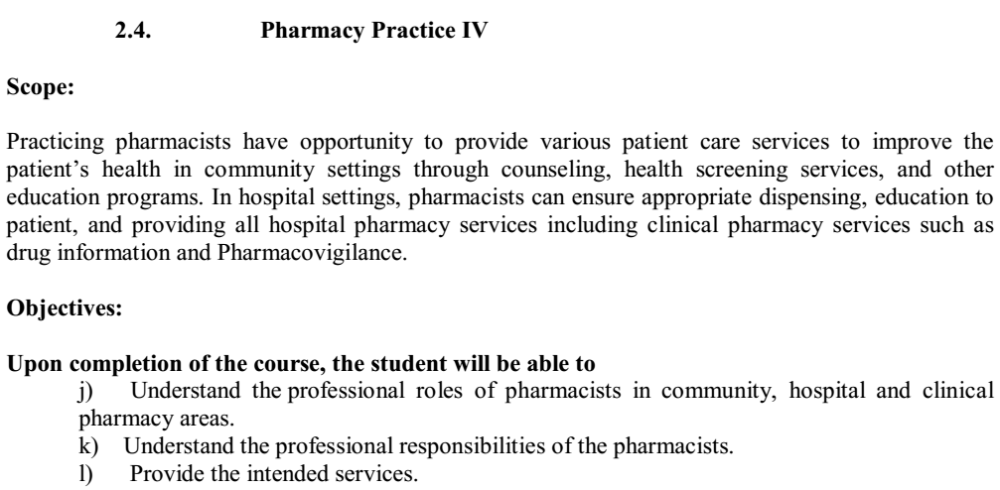 2.4. Pharmacy Practice IV
Scope:
Practicing pharmacists have opportunity to provide various patient care services to improve the
patient’s health in community settings through counseling, health screening services, and other
education programs. In hospital settings, pharmacists can ensure appropriate dispensing, education to
patient, and providing all hospital pharmacy services including clinical pharmacy services such as
drug information and Pharmacovigilance.
Objectives:
Upon completion of the course, the student will be able to
j) Understand the professional roles of pharmacists in community, hospital and clinical
pharmacy areas.
k) Understand the professional responsibilities of the pharmacists.
l) Provide the intended services.